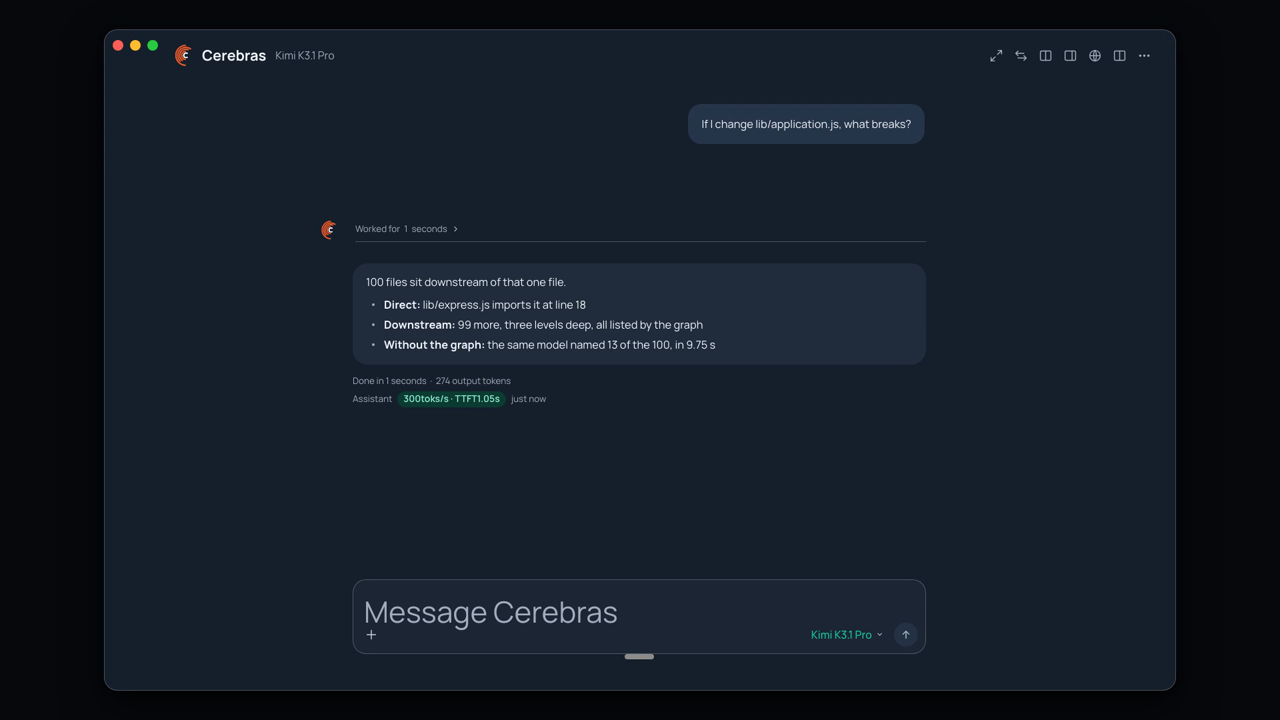 Cerebras Kimi K3.1 Pro
If I change lib/application.js, what breaks?
Worked for 1 seconds
100 files sit downstream of that one file.
• Direct: lib/express.js imports it at line 18
• Downstream: 99 more, three levels deep, all listed by the graph
• Without the graph: the same model named 13 of the 100, in 9.75 s
Done in 1 seconds · 274 output tokens
Assistant 300toks/s · TTFT1.05s just now
Message Cerebras
Kimi K3.1 Pro